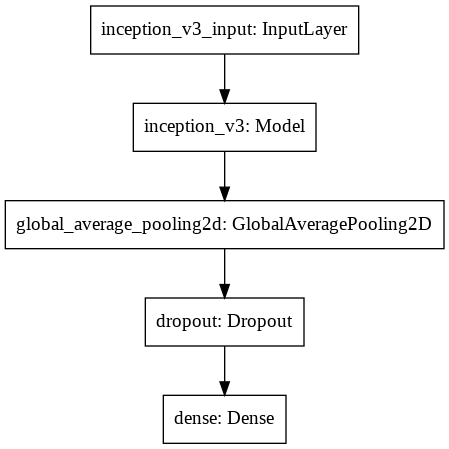 inception_v3_input: InputLayer
inception_v3: Model
global_average_pooling2d: GlobalAveragePooling2D
dropout: Dropout
dense: Dense